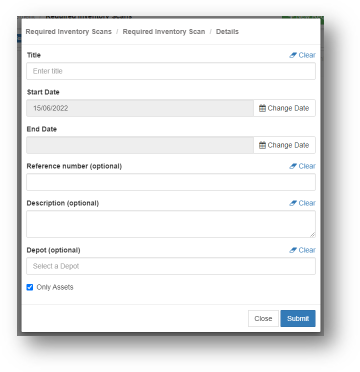 Required Inventory Scans
Required Inventory Scans / Required Inventory Scan / Details
Title Clear
Enter title
Start Date
15/06/2022 Change Date
End Date
Change Date
Reference number (optional) Clear
Description (optional) Clear
Depot (optional) Clear
Select a Depot
Only Assets
Close Submit